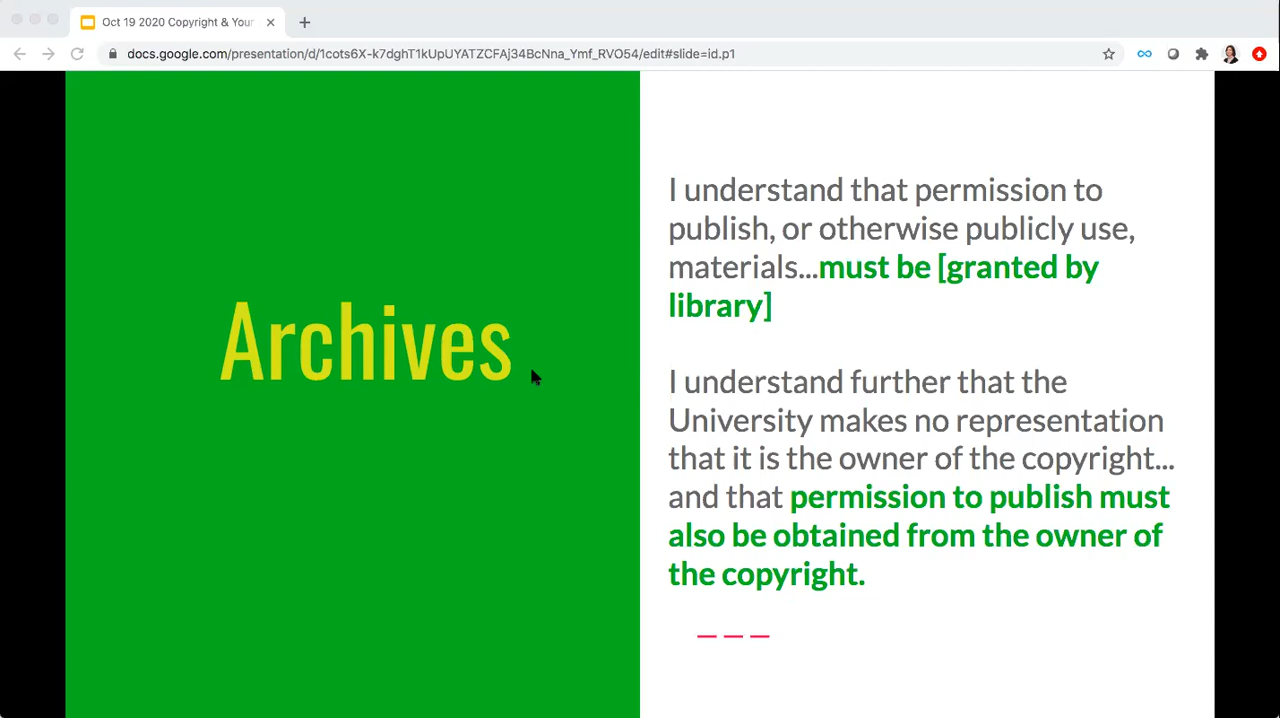 Oct 19 2020 Copyright & Your
docs.google.com/presentation/d/1cots6X-k7dghT1kUpUYATZCFAj34BcNna_Ymf_RVO54/edit#slide=id.p1
Archives
I understand that permission to
publish, or otherwise publicly use,
materials...must be [granted by
library]
I understand further that the
University makes no representation
that it is the owner of the copyright...
and that permission to publish must
also be obtained from the owner of
the copyright.